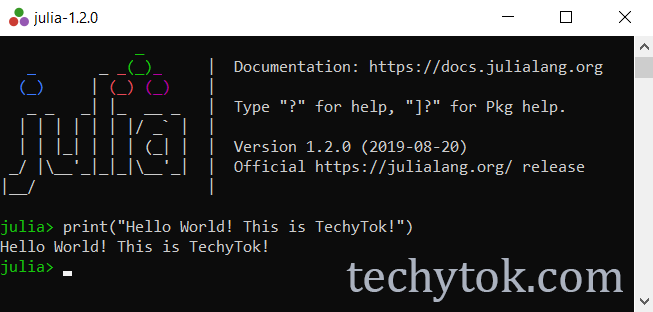 julia-1.2.0
Documentation: https://docs.julialang.org
Type "?" for help, "]?" for Pkg help.
Version 1.2.0 (2019-08-20)
Official https://julialang.org/ release
julia
julia> print("Hello World! This is TechyTok!")
Hello World! This is TechyTok!
julia>
techytok.com